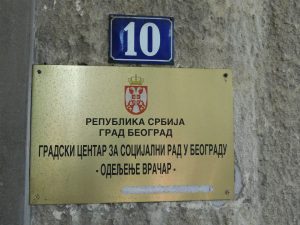 10
РЕПУБЛИКА СРБИЈА
ГРАД БЕОГРАД
ГРАДСКИ ЦЕНТАР ЗА СОЦИЈАЛНИ РАД У БЕОГРАДУ
- ОДЕЉЕЊЕ ВРАЧАР -